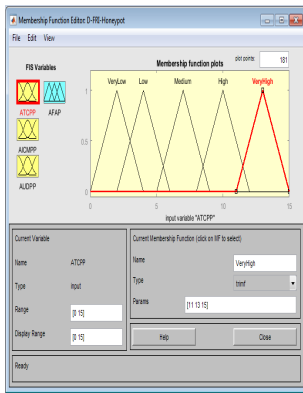 Membership Function Editor: D-FRI-Honeypot
File Edit View
FIS Variables
Membership function plots
plot points:
181
ATCPP
AFAP
AICMPP
AUDPP
VeryLow
Low
Medium
High
VeryHigh
1
0.5
0
0
5
10
15
input variable "ATCPP"
Current Variable
Name
ATCPP
Type
input
Range
[0 15]
Display Range
[0 15]
Current Membership Function (click on MF to select)
Name
VeryHigh
Type
trimf
Params
[11 13 15]
Help
Close
Ready